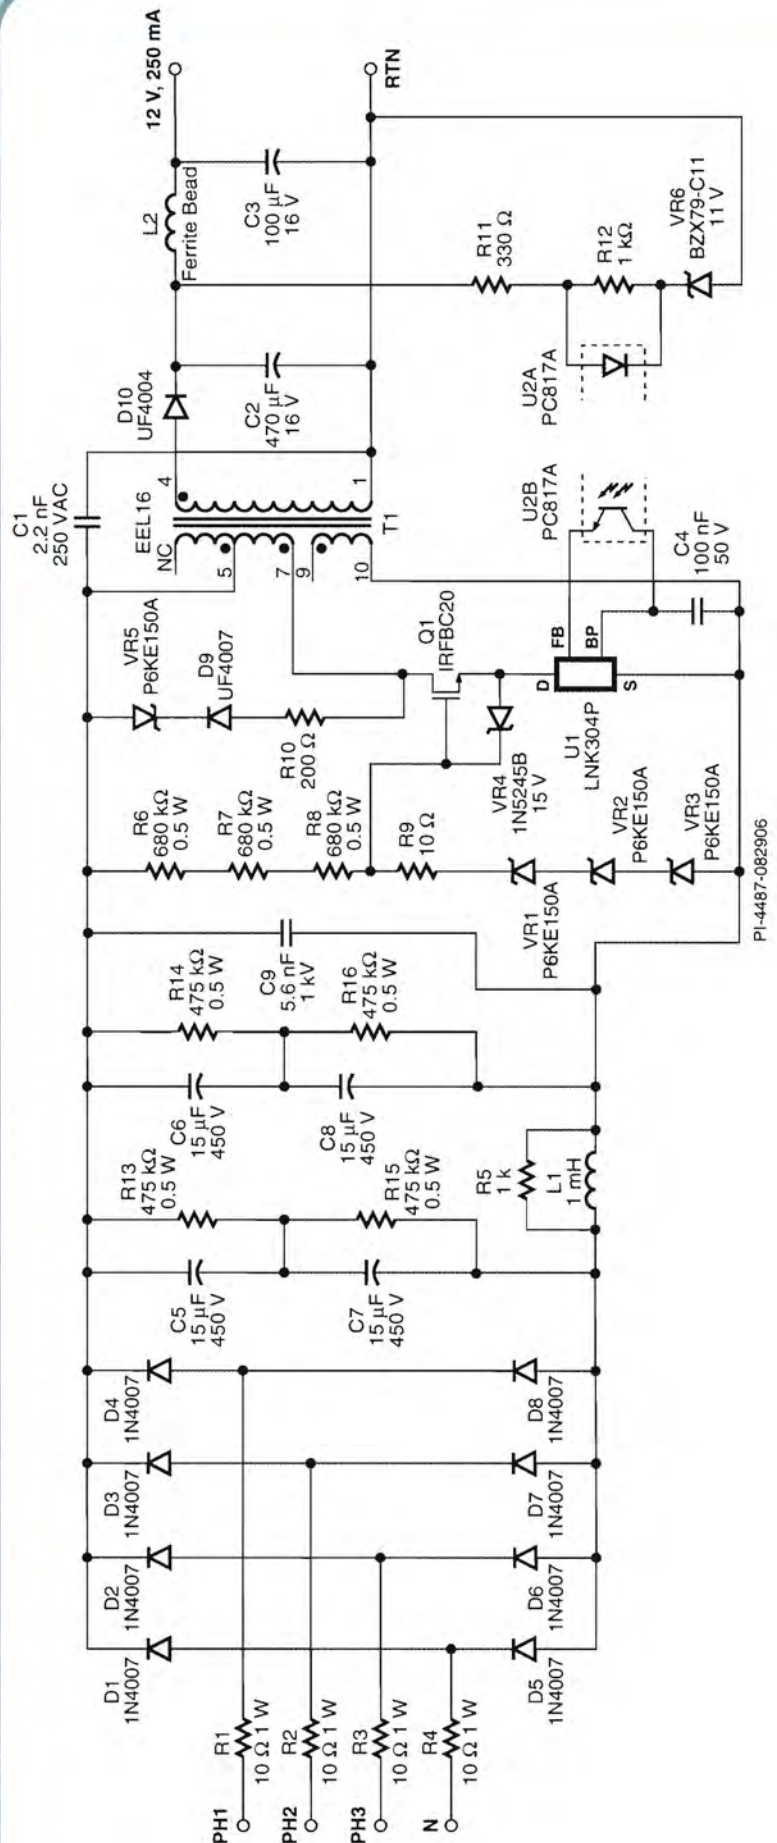 PH1
PH2
PH3
N
R1
10 Ω 1 W
R2
10 Ω 1 W
R3
10 Ω 1 W
R4
10 Ω 1 W
D1
1N4007
D2
1N4007
D3
1N4007
D4
1N4007
D5
1N4007
D6
1N4007
D7
1N4007
D8
1N4007
C5
15 µF
450 V
R13
475 kΩ
0.5 W
C7
15 µF
450 V
R15
475 kΩ
0.5 W
R5
1 k
L1
1 mH
C6
15 µF
450 V
R14
475 kΩ
0.5 W
C8
15 µF
450 V
R16
475 kΩ
0.5 W
C9
5.6 nF
1 kV
R6
680 kΩ
0.5 W
R7
680 kΩ
0.5 W
R8
680 kΩ
0.5 W
R9
10 Ω
VR1
P6KE150A
VR2
P6KE150A
VR3
P6KE150A
VR5
P6KE150A
D9
UF4007
R10
200 Ω
VR4
1N5245B
15 V
Q1
IRFBC20
U1
LNK304P
D
S
FB
BP
C1
2.2 nF
250 VAC
EEL16
NC
5
7
9
10
4
1
T1
U2B
PC817A
C4
100 nF
50 V
D10
UF4004
C2
470 µF
16 V
U2A
PC817A
L2
Ferrite Bead
C3
100 µF
16 V
R11
330 Ω
R12
1 kΩ
VR6
BZX79-C11
11 V
12 V, 250 mA
RTN
PI-4487-082906